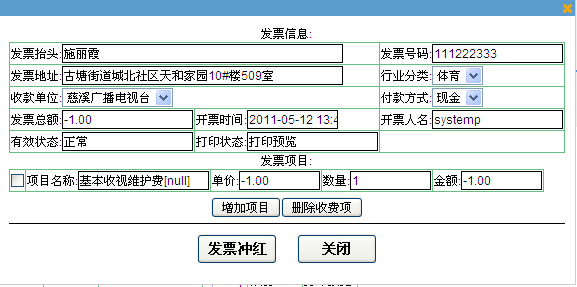 发票信息:
发票抬头: 施丽霞 发票号码: 111222333
发票地址: 古塘街道城北社区天和家园10#楼509室 行业分类: 体育
收款单位: 慈溪广播电视台 付款方式: 现金
发票总额: -1.00 开票时间: 2011-05-12 13:4 开票人名: systemp
有效状态: 正常 打印状态: 打印预览
发票项目:
项目名称: 基本收视维护费[null] 单价: -1.00 数量: 1 金额: -1.00
增加项目 删除收费项
发票冲红 关闭